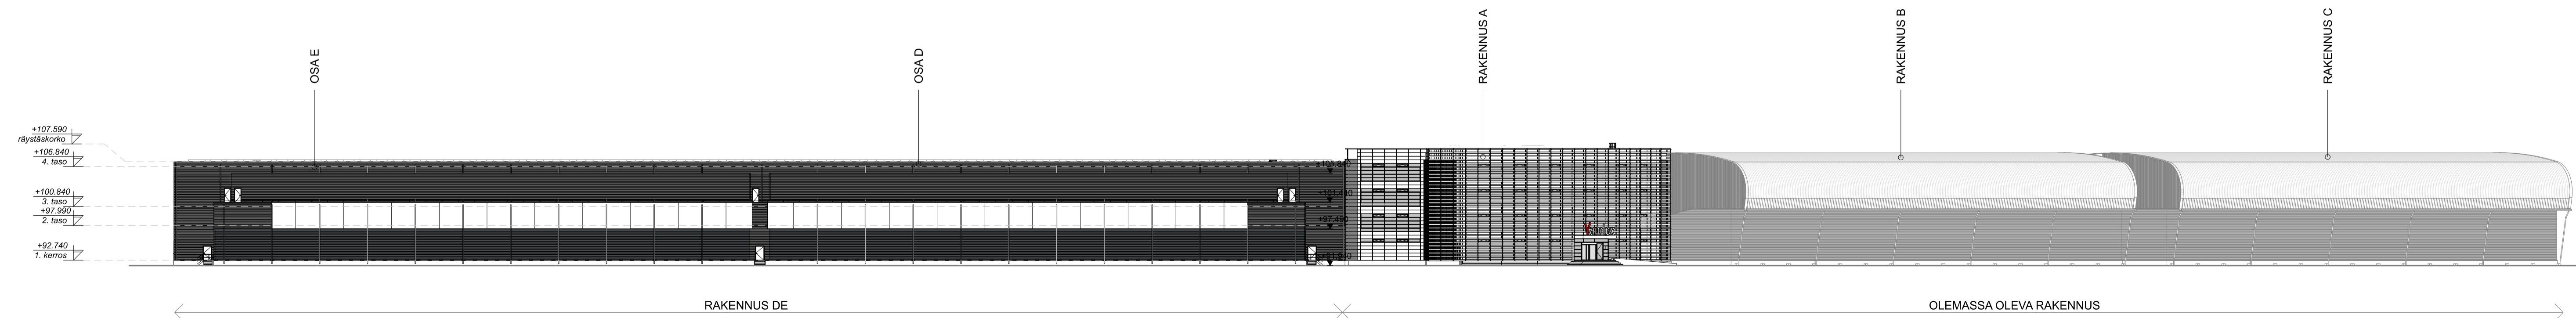 OSA E
OSA D
RAKENNUS A
RAKENNUS B
RAKENNUS C
+107.590
räystäskorko
+106.840
4. taso
+100.840
3. taso
+97.990
2. taso
+92.740
1. kerros
RAKENNUS DE
OLEMASSA OLEVA RAKENNUS